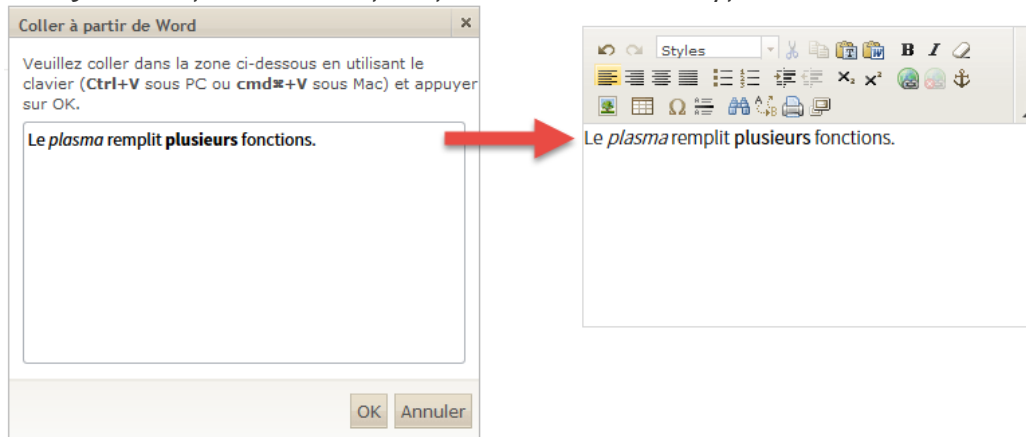 Coller à partir de Word ×
Veuillez coller dans la zone ci-dessous en utilisant le
clavier (Ctrl+V sous PC ou cmd⌘+V sous Mac) et appuyer
sur OK.
Le plasma remplit plusieurs fonctions.
OK Annuler
Styles
B I
x₂ x²
Ω
Le plasma remplit plusieurs fonctions.